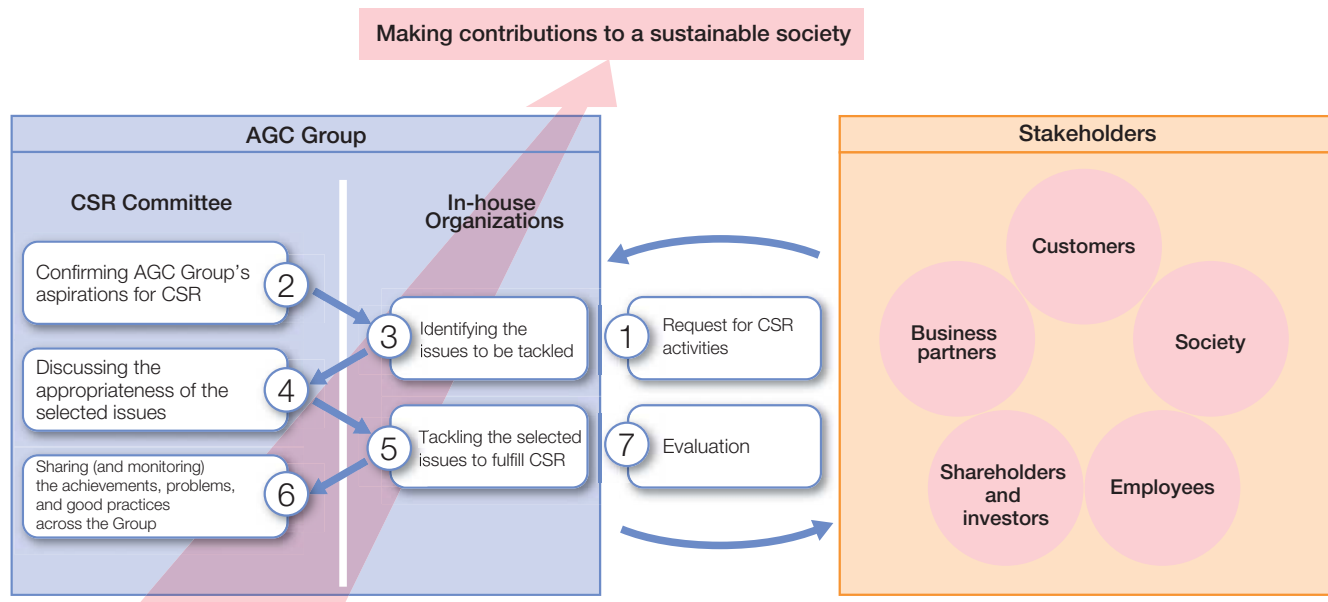 Making contributions to a sustainable society
AGC Group
CSR Committee
Confirming AGC Group’s
aspirations for CSR
2
Discussing the
appropriateness of the
selected issues
4
Sharing (and monitoring)
the achievements, problems,
and good practices
across the Group
6
In-house
Organizations
3
Identifying the
issues to be tackled
5
Tackling the selected
issues to fulfill CSR
1
Request for CSR
activities
7
Evaluation
Stakeholders
Customers
Business
partners
Society
Shareholders
and
investors
Employees